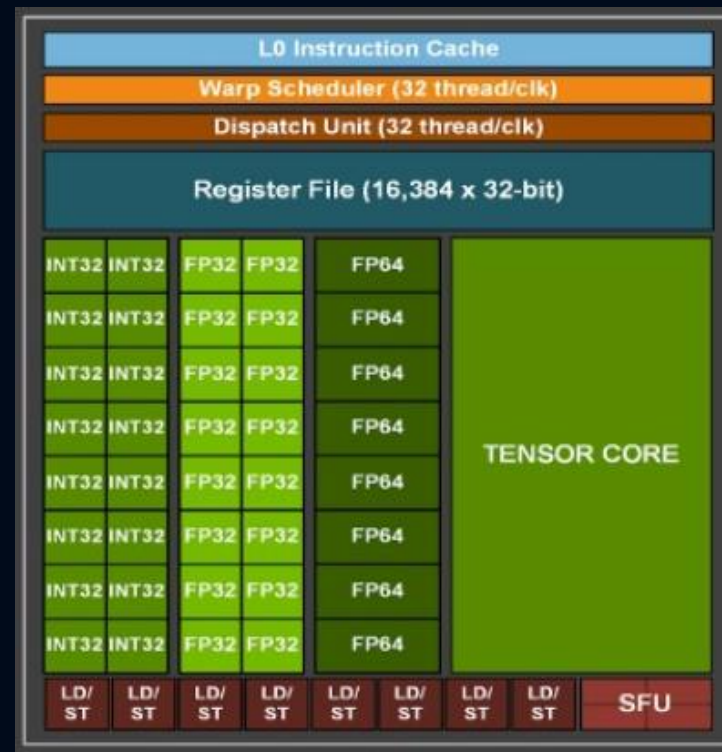 L0 Instruction Cache
Warp Scheduler (32 thread/clk)
Dispatch Unit (32 thread/clk)
Register File (16,384 x 32-bit)
INT32 INT32 FP32 FP32 FP64
INT32 INT32 FP32 FP32 FP64
INT32 INT32 FP32 FP32 FP64
INT32 INT32 FP32 FP32 FP64
TENSOR CORE
INT32 INT32 FP32 FP32 FP64
INT32 INT32 FP32 FP32 FP64
INT32 INT32 FP32 FP32 FP64
INT32 INT32 FP32 FP32 FP64
LD/ LD/ LD/ LD/ LD/ LD/ LD/ LD/
ST ST ST ST ST ST ST ST
SFU